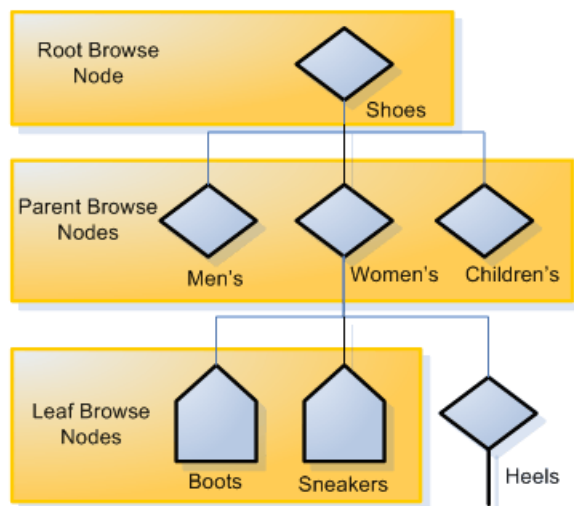 Root Browse
Node
Shoes
Parent Browse
Nodes
Men's
Women's
Children's
Leaf Browse
Nodes
Boots
Sneakers
Heels